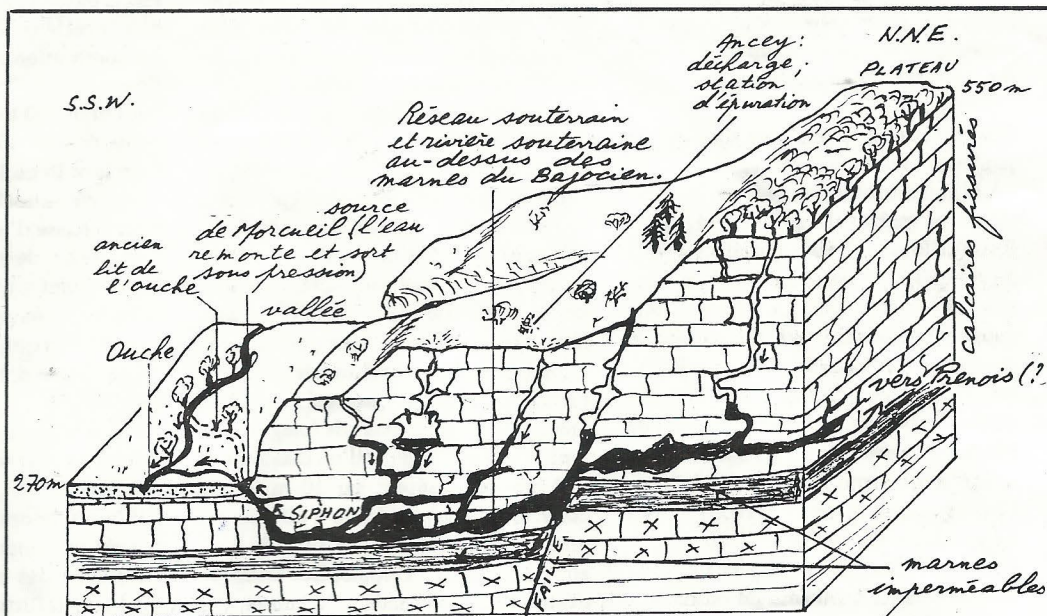 S.S.W.
N.N.E.
PLATEAU
550m
Ancey:
décharge,
station
d'épuration
Réseau souterrain
et rivière souterraine
au-dessus des
marnes du Bajocien.
source
de Morcueil (l'eau
remonte et sort
sous pression)
ancien
lit de
l'ouche
vallée
Ouche
calcaires fissurés
vers Prenois (?
270m
SIPHON
FAILLE
marnes
imperméables